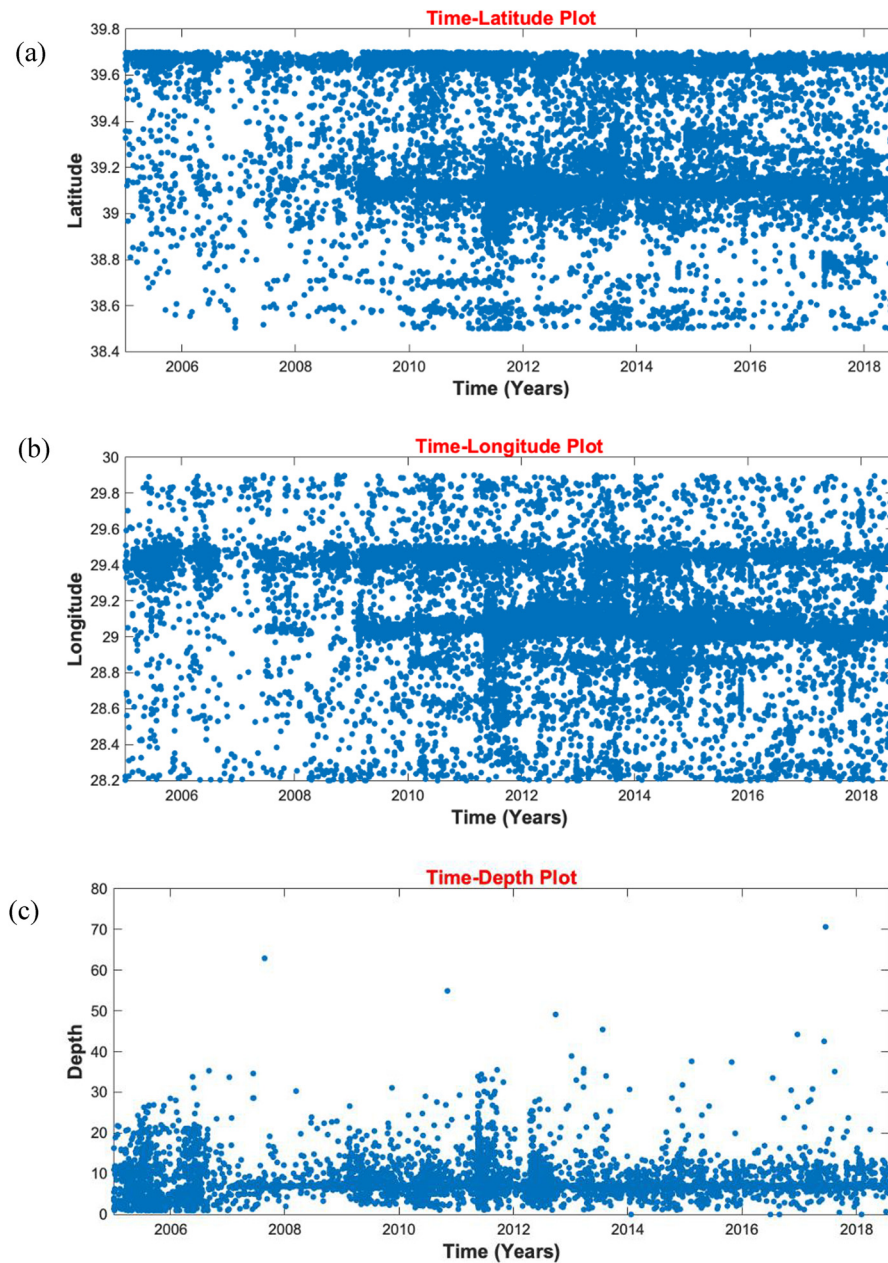 (a)
Time-Latitude Plot
39.8
39.6
39.4
39.2
39
38.8
38.6
38.4
Latitude
2006 2008 2010 2012 2014 2016 2018
Time (Years)
(b)
Time-Longitude Plot
30
29.8
29.6
29.4
29.2
29
28.8
28.6
28.4
28.2
Longitude
2006 2008 2010 2012 2014 2016 2018
Time (Years)
(c)
Time-Depth Plot
80
70
60
50
40
30
20
10
0
Depth
2006 2008 2010 2012 2014 2016 2018
Time (Years)